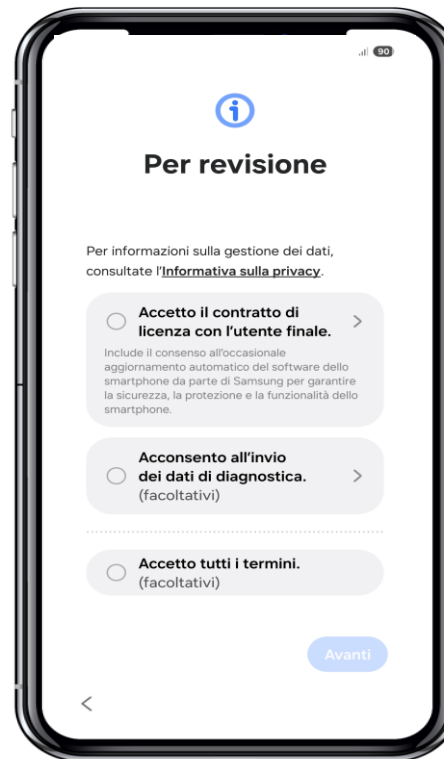 90
Per revisione
Per informazioni sulla gestione dei dati,
consultate l'Informativa sulla privacy.
Accetto il contratto di
licenza con l'utente finale.
Include il consenso all'occasionale
aggiornamento automatico del software dello
smartphone da parte di Samsung per garantire
la sicurezza, la protezione e la funzionalità dello
smartphone.
Acconsento all'invio
dei dati di diagnostica.
(facoltativi)
Accetto tutti i termini.
(facoltativi)
Avanti